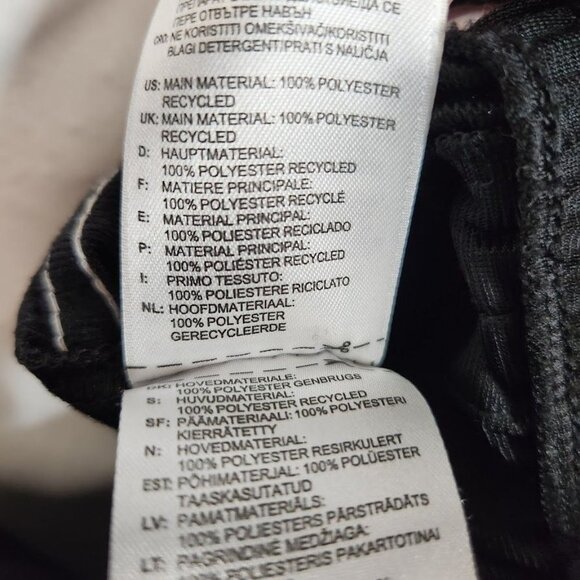 ПЕРЕ ОТВЪТРЕ НАВЪН
CRO: NE KORISTITI OMEKŠIVAČ/KORISTITI
BLAGI DETERGENT/PRATI S NALIČJA
US: MAIN MATERIAL: 100% POLYESTER
RECYCLED
UK: MAIN MATERIAL: 100% POLYESTER
RECYCLED
D: HAUPTMATERIAL:
100% POLYESTER RECYCLED
F: MATIERE PRINCIPALE:
100% POLYESTER RECYCLÉ
E: MATERIAL PRINCIPAL:
100% POLIESTER RECICLADO
P: MATERIAL PRINCIPAL:
100% POLIÉSTER RECYCLED
I: PRIMO TESSUTO:
100% POLIESTERE RICICLATO
NL: HOOFDMATERIAAL:
100% POLYESTER
GERECYCLEERDE
HOVEDMATERIALE:
100% POLYESTER GENBRUGS
S: HUVUDMATERIAL:
100% POLYESTER RECYCLED
SF: PÄÄMATERIAALI: 100% POLYESTERI
KIERRÄTETTY
N: HOVEDMATERIAL:
100% POLYESTER RESIRKULERT
EST: PÕHIMATERJAL: 100% POLÜESTER
TAASKASUTATUD
LV: PAMATMATERIĀLS:
100% POLIESTERS PĀRSTRĀDĀTS
LT: PAGRINDINE MEDŽIAGA:
100% POLIESTERIS PAKARTOTINAI